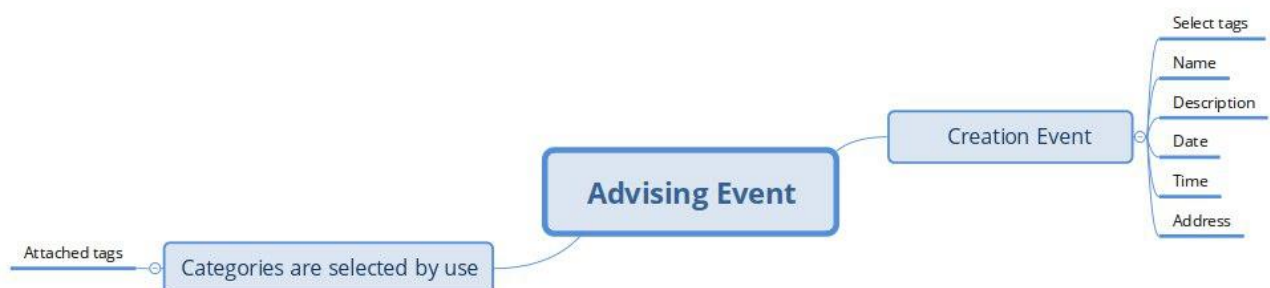 Select tags
Name
Description
Creation Event
Date
Advising Event
Time
Address
Attached tags
Categories are selected by use